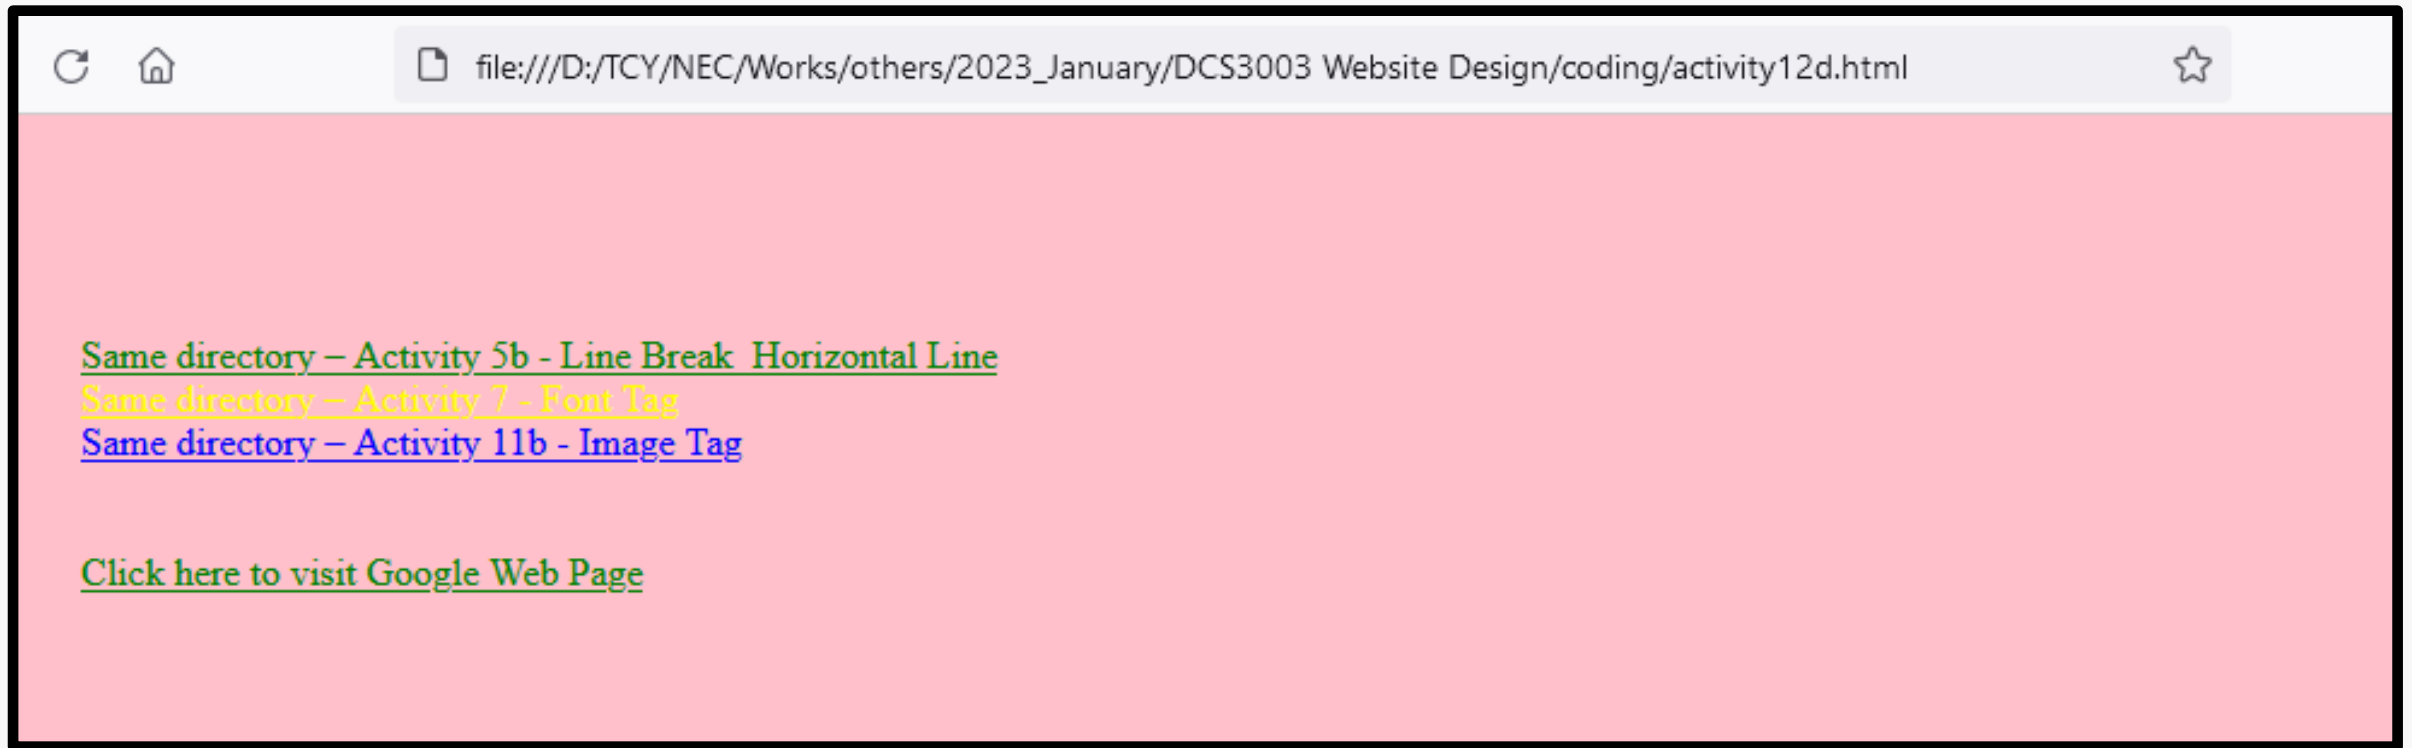 file:///D:/TCY/NEC/Works/others/2023_January/DCS3003 Website Design/coding/activity12d.html
Same directory – Activity 5b - Line Break  Horizontal Line
Same directory – Activity 7 - Font Tag
Same directory – Activity 11b - Image Tag
Click here to visit Google Web Page